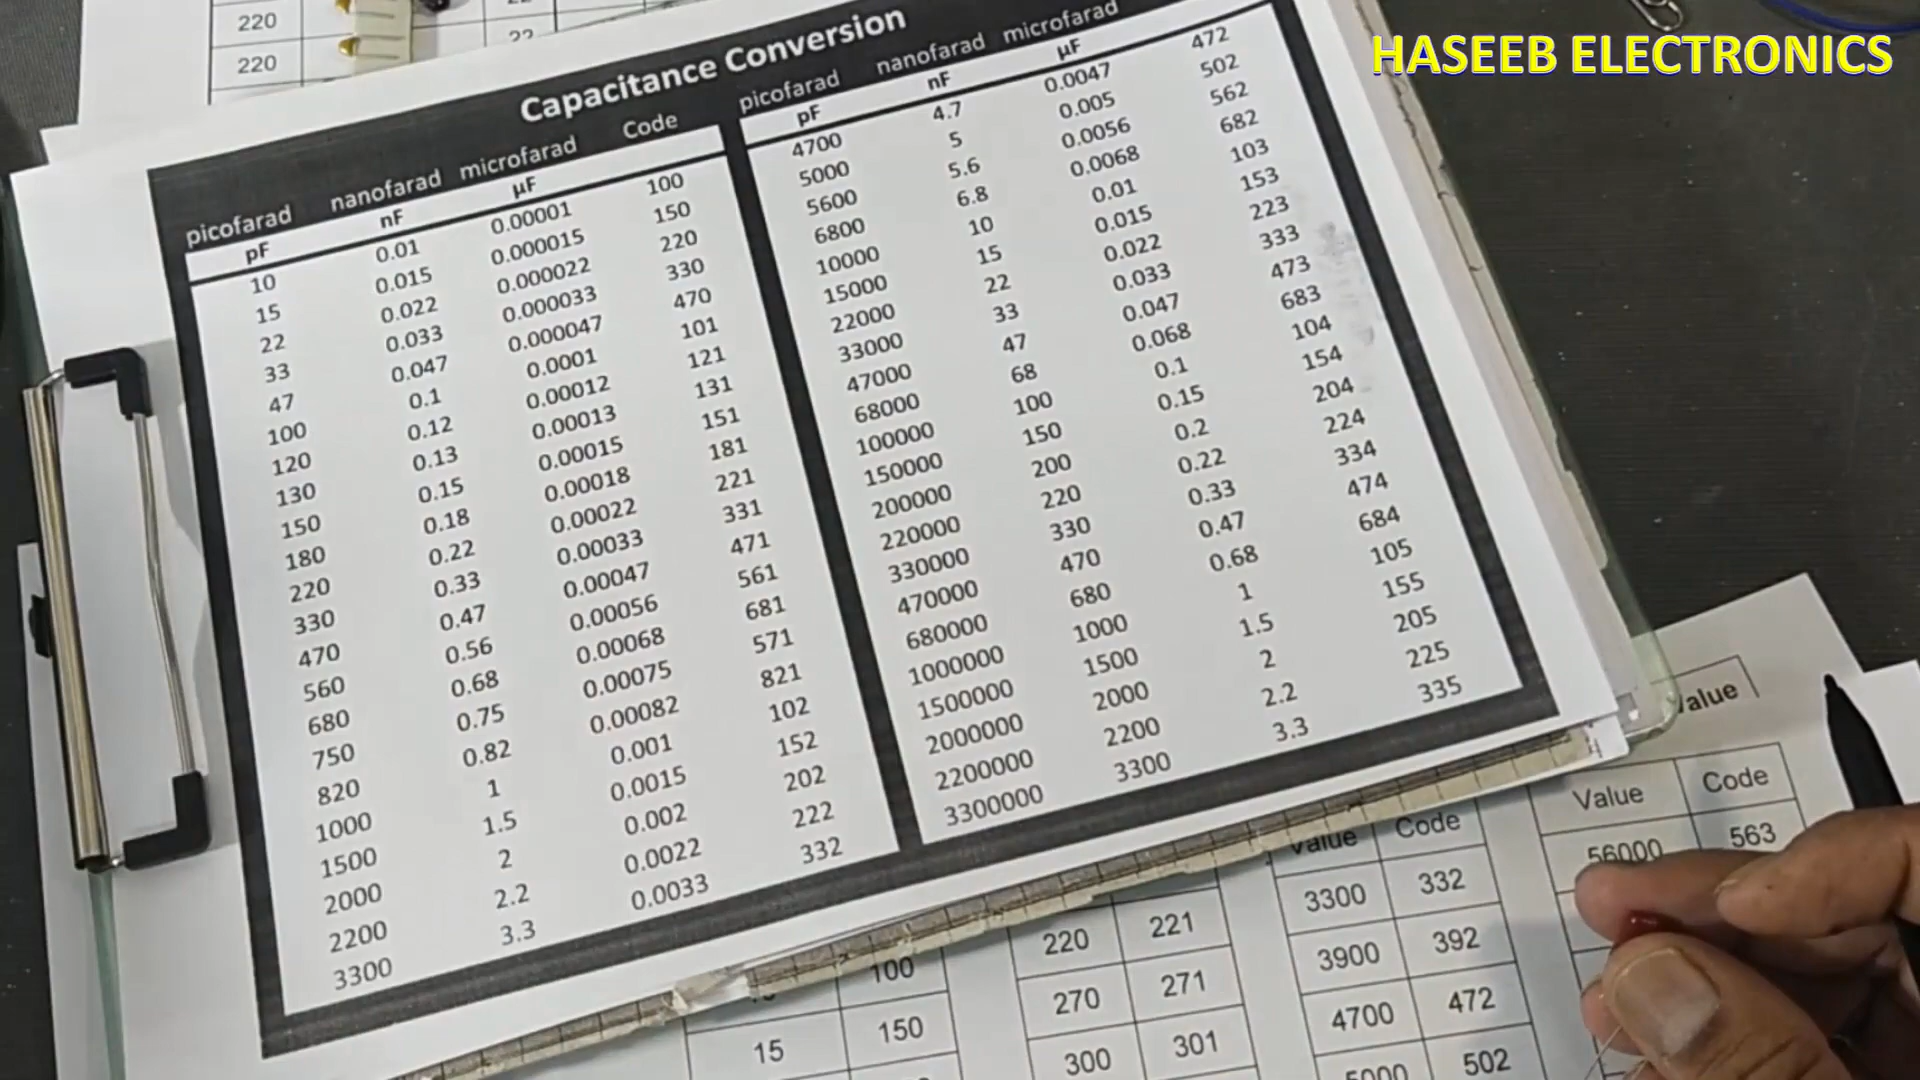 HASEEB ELECTRONICS
220
220
22
Capacitance Conversion
picofarad nanofarad microfarad Code
pF nF µF
10 0.01 0.00001 100
15 0.015 0.000015 150
22 0.022 0.000022 220
33 0.033 0.000033 330
47 0.047 0.000047 470
100 0.1 0.0001 101
120 0.12 0.00012 121
130 0.13 0.00013 131
150 0.15 0.00015 151
180 0.18 0.00018 181
220 0.22 0.00022 221
330 0.33 0.00033 331
470 0.47 0.00047 471
560 0.56 0.00056 561
680 0.68 0.00068 681
750 0.75 0.00075 571
820 0.82 0.00082 821
1000 1 0.001 102
1500 1.5 0.0015 152
2000 2 0.002 202
2200 2.2 0.0022 222
3300 3.3 0.0033 332
picofarad nanofarad microfarad
pF nF µF
4700 4.7 0.0047 472
5000 5 0.005 502
5600 5.6 0.0056 562
6800 6.8 0.0068 682
10000 10 0.01 103
15000 15 0.015 153
22000 22 0.022 223
33000 33 0.033 333
47000 47 0.047 473
68000 68 0.068 683
100000 100 0.1 104
150000 150 0.15 154
200000 200 0.2 204
220000 220 0.22 224
330000 330 0.33 334
470000 470 0.47 474
680000 680 0.68 684
1000000 1000 1 105
1500000 1500 1.5 155
2000000 2000 2 205
2200000 2200 2.2 225
3300000 3300 3.3 335
100
15 150
220 221
270 271
300 301
Value Code
3300 332
3900 392
4700 472
5000 502
Value
Value Code
56000 563